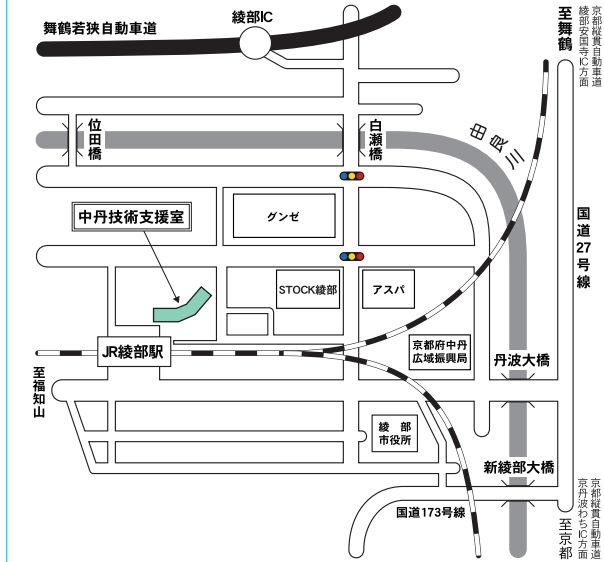 舞鶴若狭自動車道
綾部IC
至舞鶴
京都縦貫自動車道
綾部安国寺IC方面
位田橋
白瀬橋
由良川
中丹技術支援室
グンゼ
国道27号線
STOCK綾部
アスパ
JR綾部駅
京都府中丹
広域振興局
丹波大橋
至福知山
綾　部
市役所
新綾部大橋
国道173号線
至京都
京都縦貫自動車道
京丹波わちIC方面